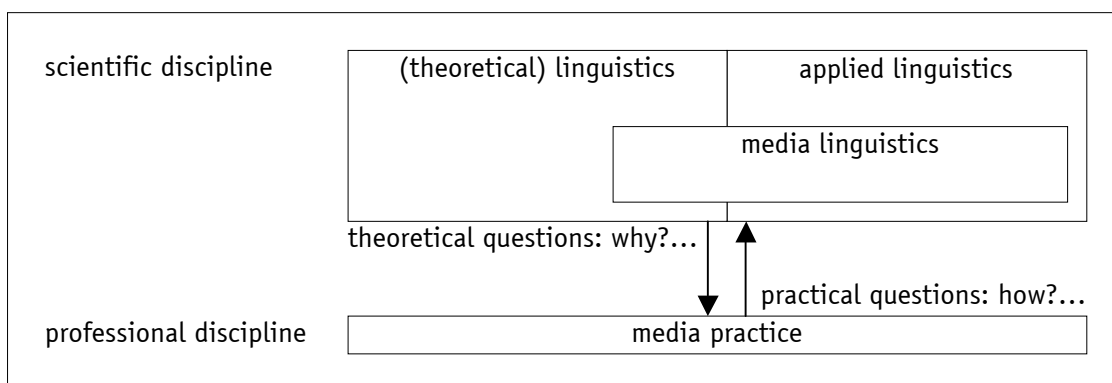 scientific discipline
(theoretical) linguistics
applied linguistics
media linguistics
theoretical questions: why?...
practical questions: how?...
professional discipline
media practice